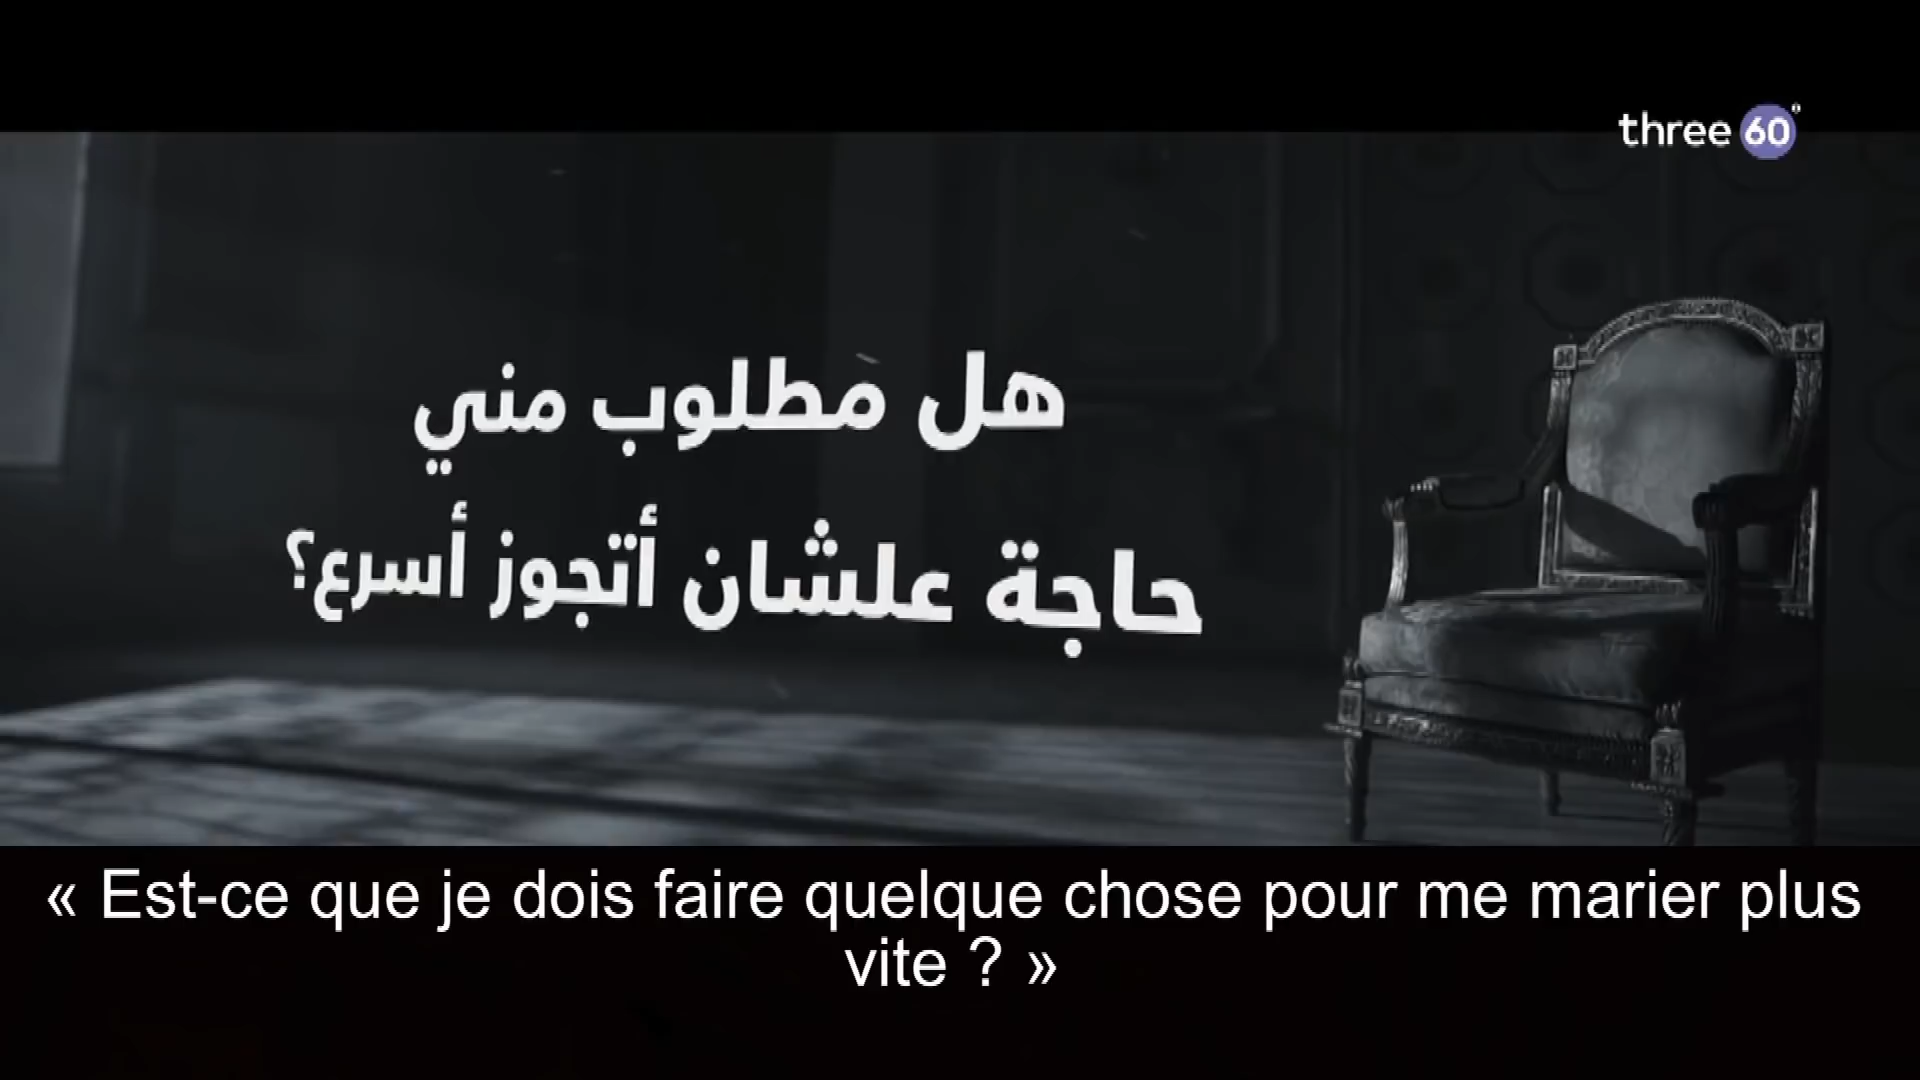 three 60°
هل مطلوب مني
حاجة علشان أتجوز أسرع؟
« Est-ce que je dois faire quelque chose pour me marier plus
vite ? »